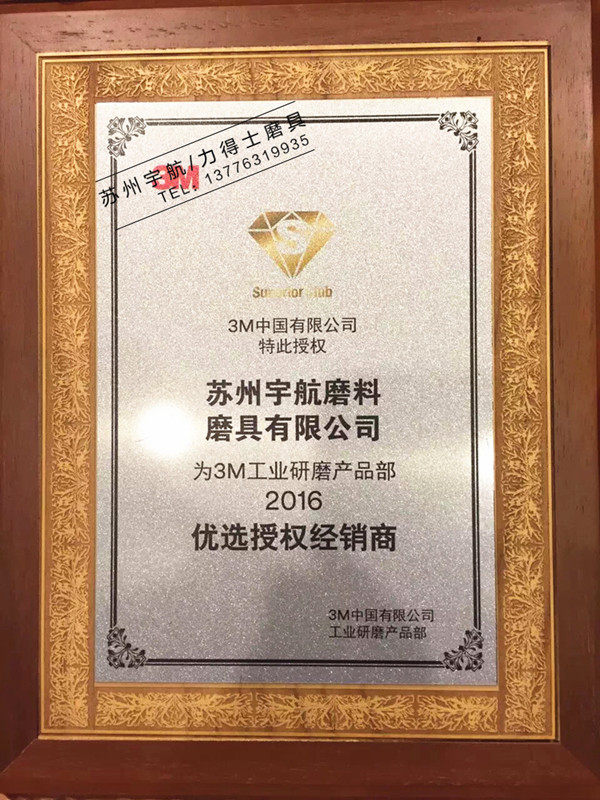 苏州宇航/力得士磨具
TEL：13776319935
3M
S
Superior Club
3M中国有限公司
特此授权
苏州宇航磨料
磨具有限公司
为3M工业研磨产品部
2016
优选授权经销商
3M中国有限公司
工业研磨产品部